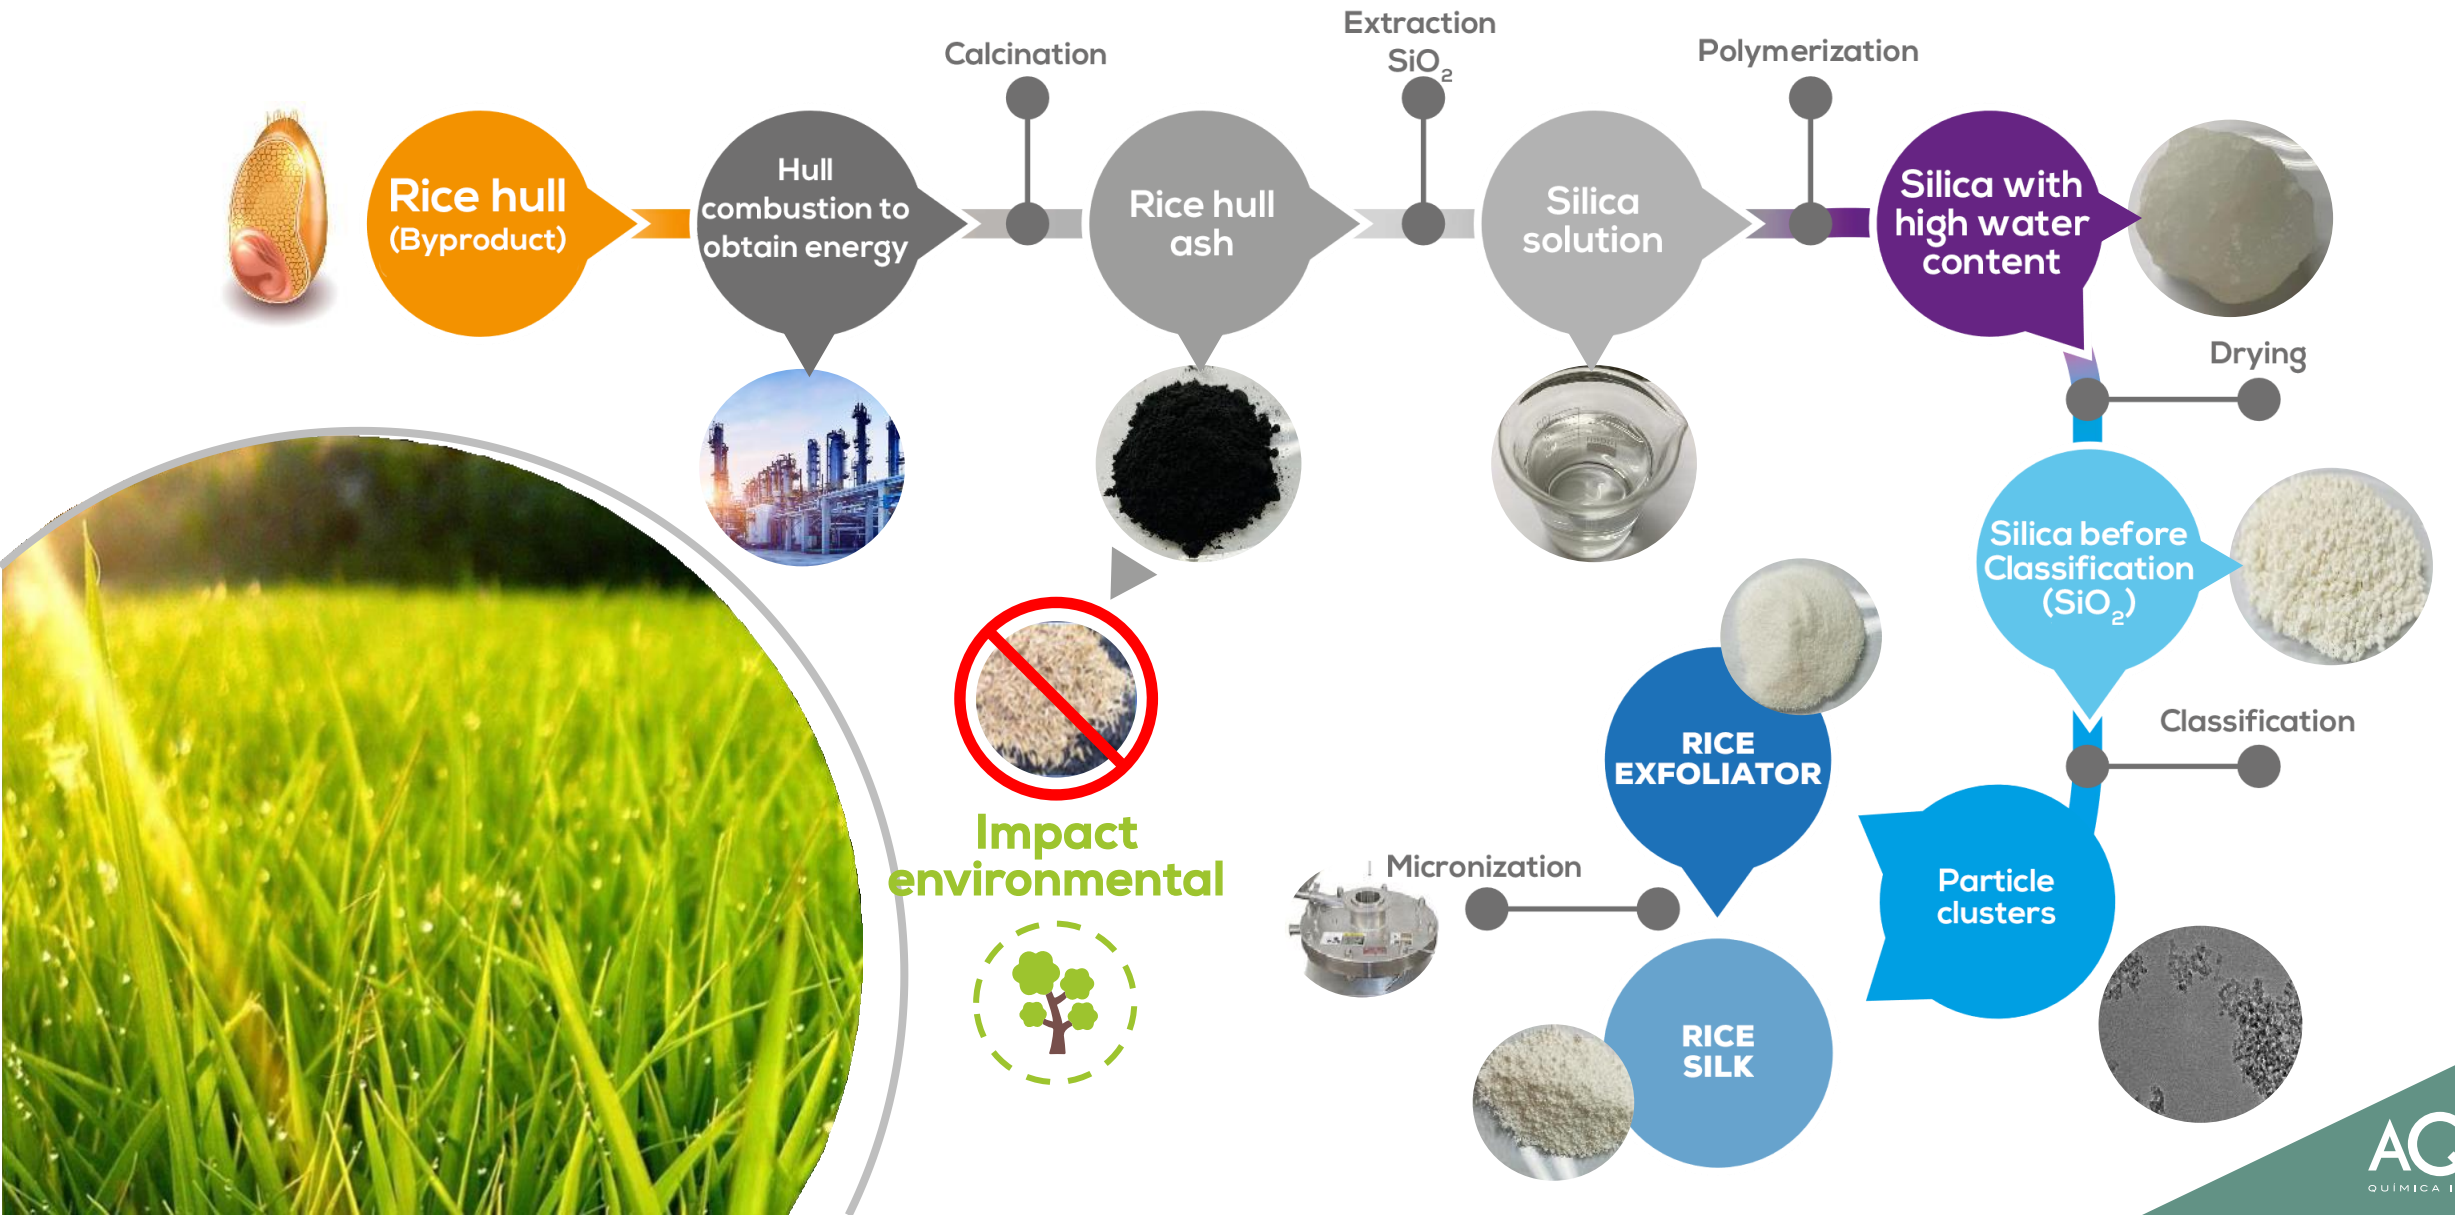 Calcination
Extraction
SiO₂
Polymerization
Rice hull
(Byproduct)
Hull
combustion to
obtain energy
Rice hull
ash
Silica
solution
Silica with
high water
content
Drying
Silica before
Classification
(SiO₂)
Classification
Particle
clusters
RICE
EXFOLIATOR
Micronization
RICE
SILK
Impact
environmental
QUÍMICA